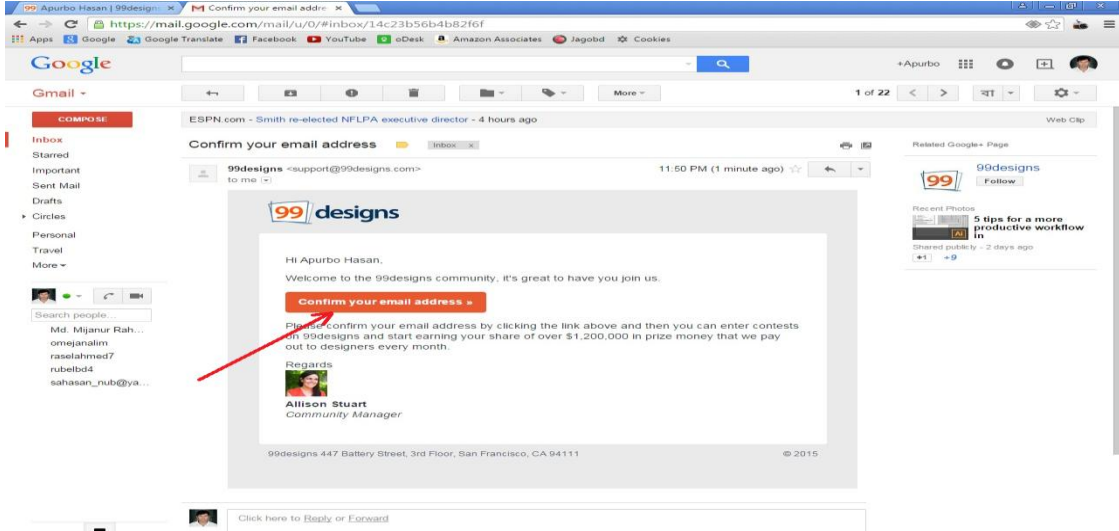 99 Apurbo Hasan | 99design
Confirm your email addre
https://mail.google.com/mail/u/0/#inbox/14c23b56b4b82f6f
Apps Google Google Translate Facebook YouTube oDesk Amazon Associates Jagobd Cookies
Google
+Apurbo
Gmail
More
1 of 22
বা
COMPOSE
ESPN.com - Smith re-elected NFLPA executive director - 4 hours ago
Web Clip
Inbox
Starred
Important
Sent Mail
Drafts
Circles
Personal
Travel
More
Search people...
Md. Mijanur Rah...
omejanalim
raselahmed7
rubelbd4
sahasan_nub@ya...
Confirm your email address
Inbox x
99designs <support@99designs.com>
to me
11:50 PM (1 minute ago)
99 designs
Hi Apurbo Hasan,
Welcome to the 99designs community, it's great to have you join us.
Confirm your email address »
Please confirm your email address by clicking the link above and then you can enter contests
on 99designs and start earning your share of over $1,200,000 in prize money that we pay
out to designers every month.
Regards
Allison Stuart
Community Manager
99designs 447 Battery Street, 3rd Floor, San Francisco, CA 94111
© 2015
Click here to Reply or Forward
Related Google+ Page
99
99designs
Follow
Recent Photos
Ai
5 tips for a more
productive workflow
in
Shared publicly - 2 days ago
+1 +9